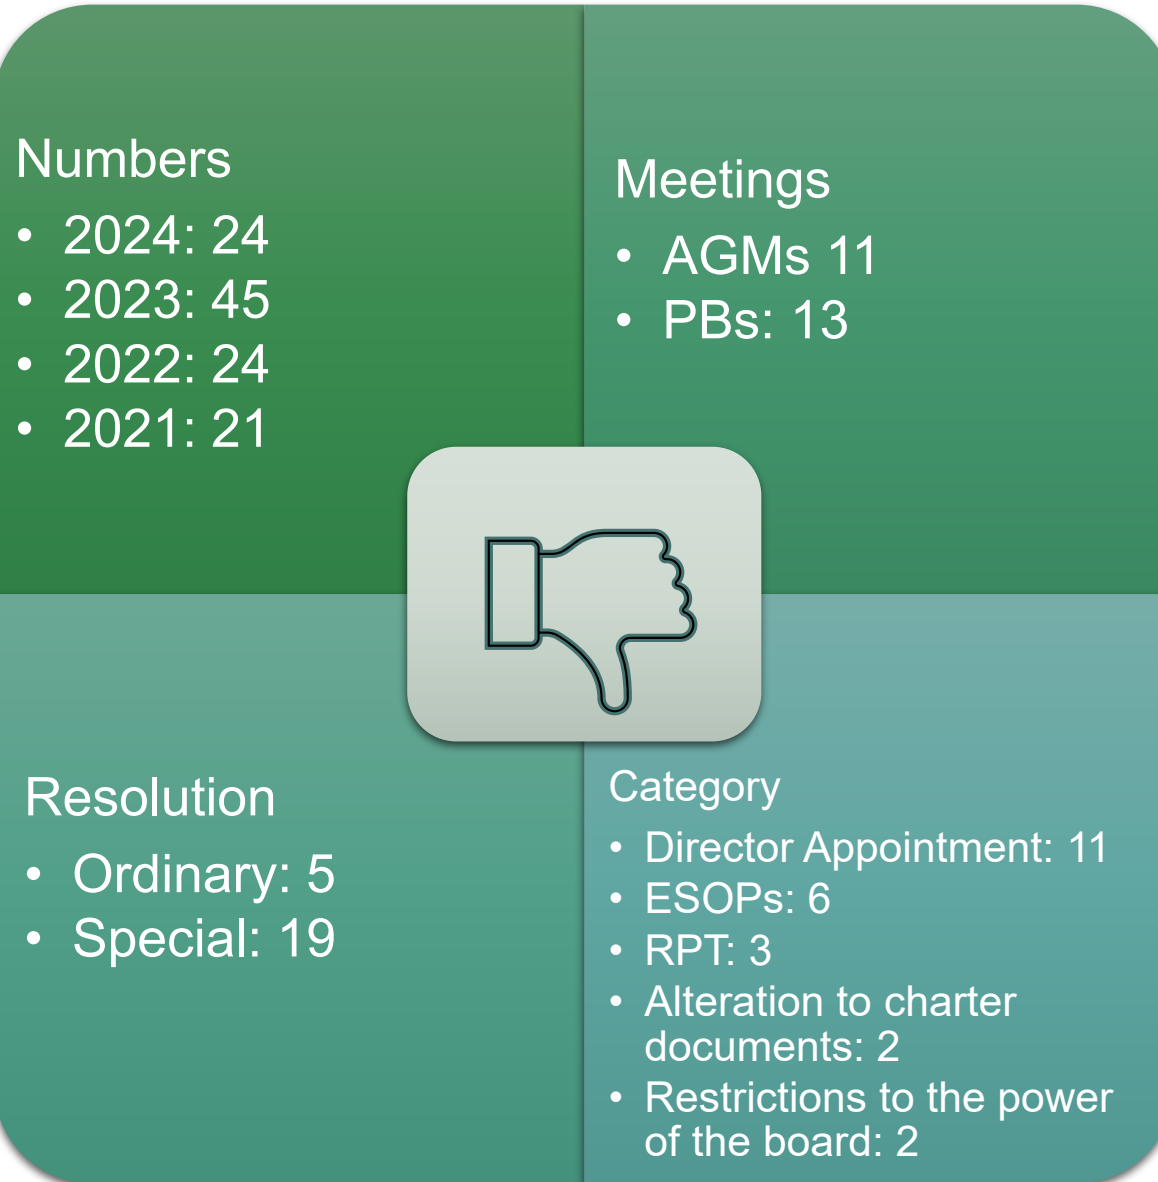 Numbers
• 2024: 24
• 2023: 45
• 2022: 24
• 2021: 21
Meetings
• AGMs 11
• PBs: 13
Resolution
• Ordinary: 5
• Special: 19
Category
• Director Appointment: 11
• ESOPs: 6
• RPT: 3
• Alteration to charter
documents: 2
• Restrictions to the power
of the board: 2